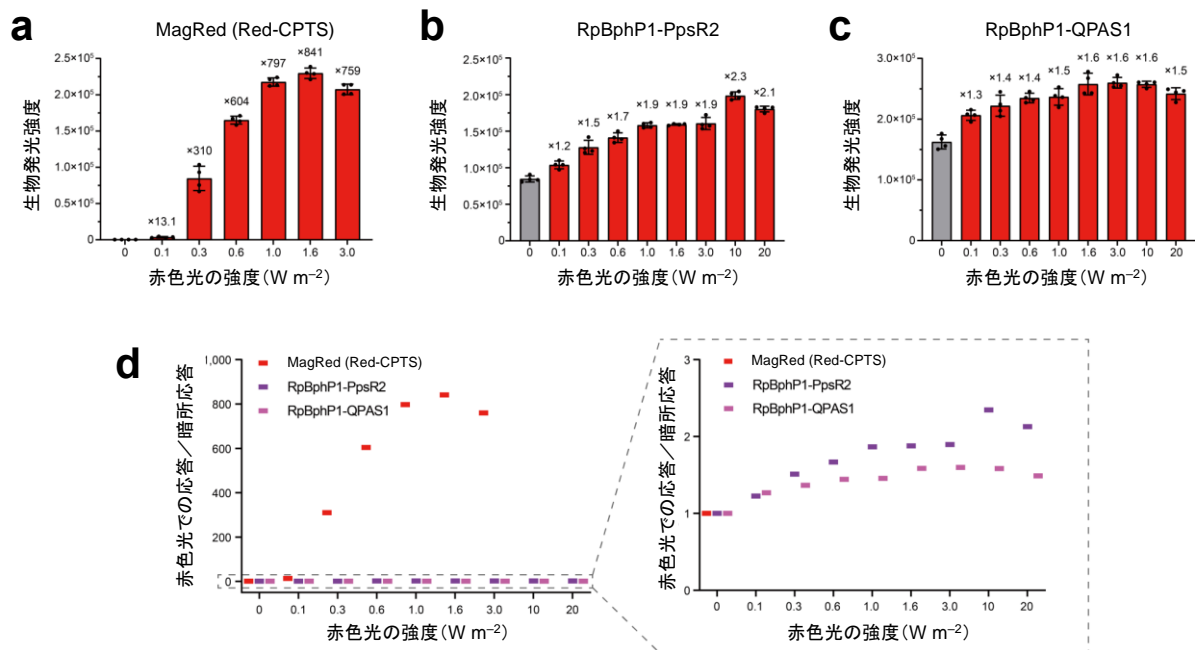 a
MagRed (Red-CPTS)
生物発光強度
2.5×10⁵
2.0×10⁵
1.5×10⁵
1.0×10⁵
0.5×10⁵
0
×13.1
×310
×604
×797
×841
×759
0 0.1 0.3 0.6 1.0 1.6 3.0
赤色光の強度(W m⁻²)
b
RpBphP1-PpsR2
生物発光強度
2.5×10⁵
2.0×10⁵
1.5×10⁵
1.0×10⁵
0.5×10⁵
0
×1.2
×1.5
×1.7
×1.9
×1.9
×1.9
×2.3
×2.1
0 0.1 0.3 0.6 1.0 1.6 3.0 10 20
赤色光の強度(W m⁻²)
c
RpBphP1-QPAS1
生物発光強度
3.0×10⁵
2.0×10⁵
1.0×10⁵
0
×1.3
×1.4
×1.4
×1.5
×1.6
×1.6
×1.6
×1.5
0 0.1 0.3 0.6 1.0 1.6 3.0 10 20
赤色光の強度(W m⁻²)
d
赤色光での応答/暗所応答
1,000
800
600
400
200
0
MagRed (Red-CPTS)
RpBphP1-PpsR2
RpBphP1-QPAS1
0 0.1 0.3 0.6 1.0 1.6 3.0 10 20
赤色光の強度(W m⁻²)
赤色光での応答/暗所応答
3
2
1
0
MagRed (Red-CPTS)
RpBphP1-PpsR2
RpBphP1-QPAS1
0 0.1 0.3 0.6 1.0 1.6 3.0 10 20
赤色光の強度(W m⁻²)